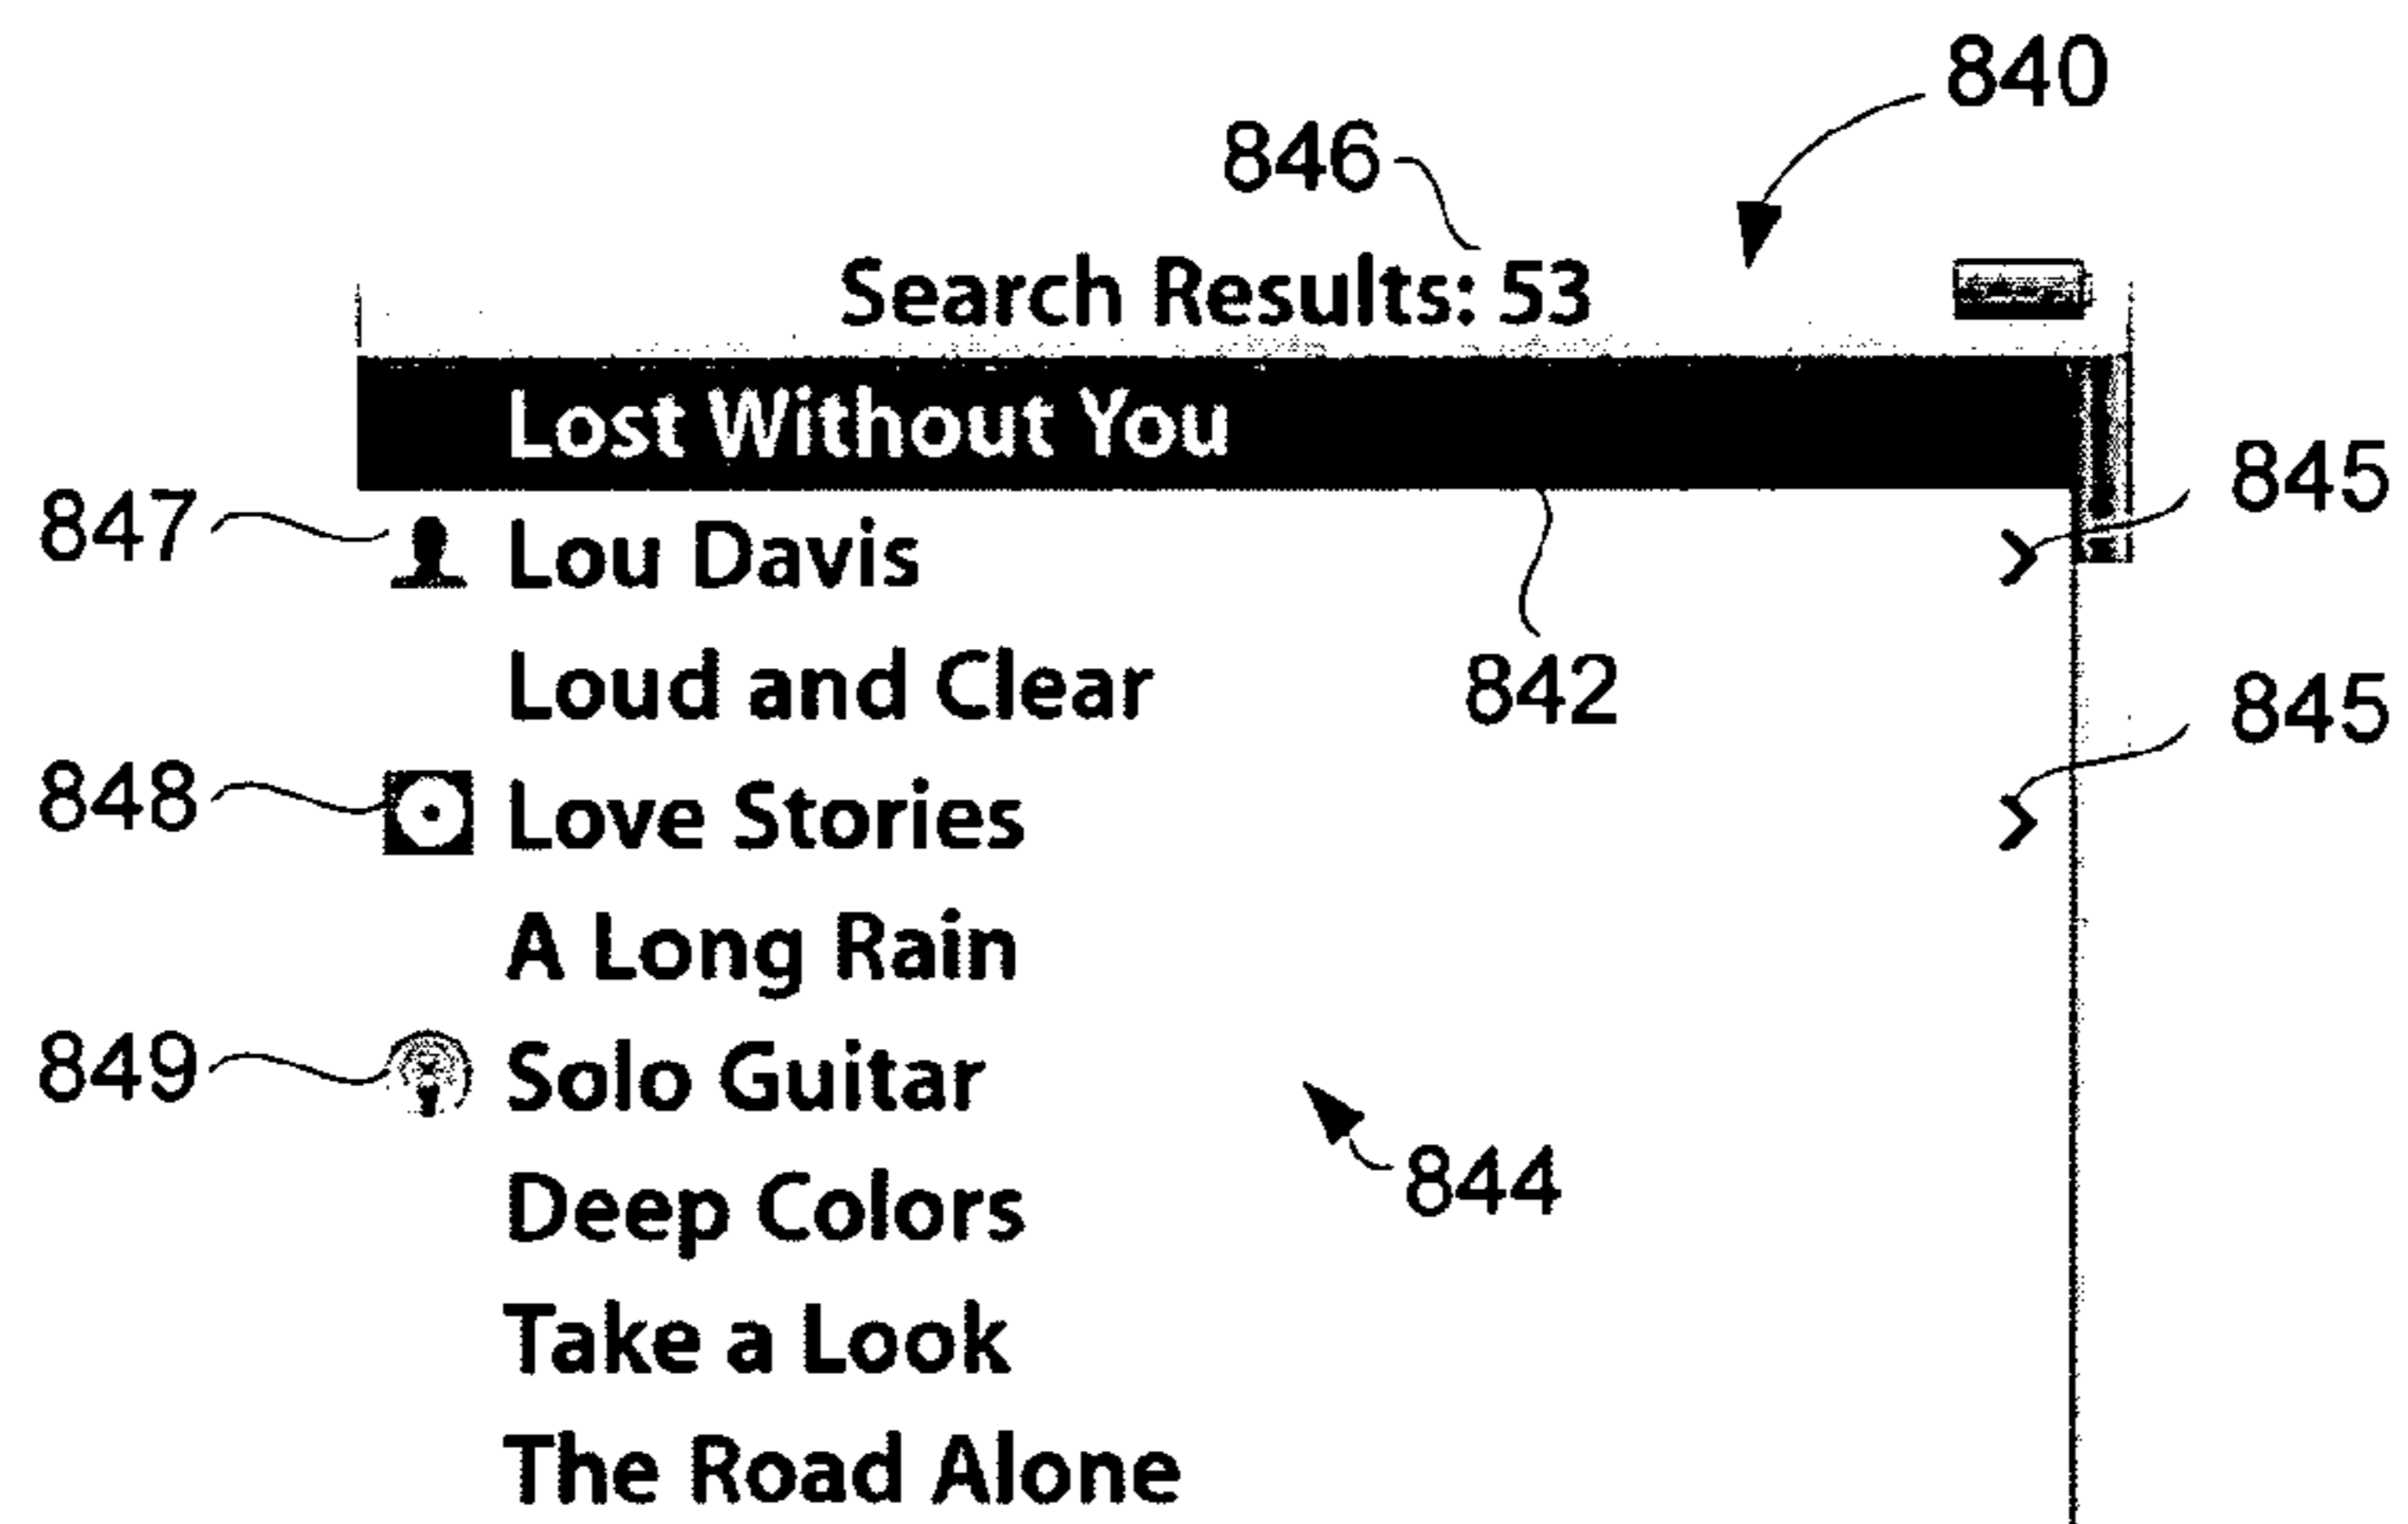 840
846
Search Results: 53
Lost Without You
845
847 Lou Davis
Loud and Clear
842
845
848 Love Stories
A Long Rain
849 Solo Guitar
844
Deep Colors
Take a Look
The Road Alone